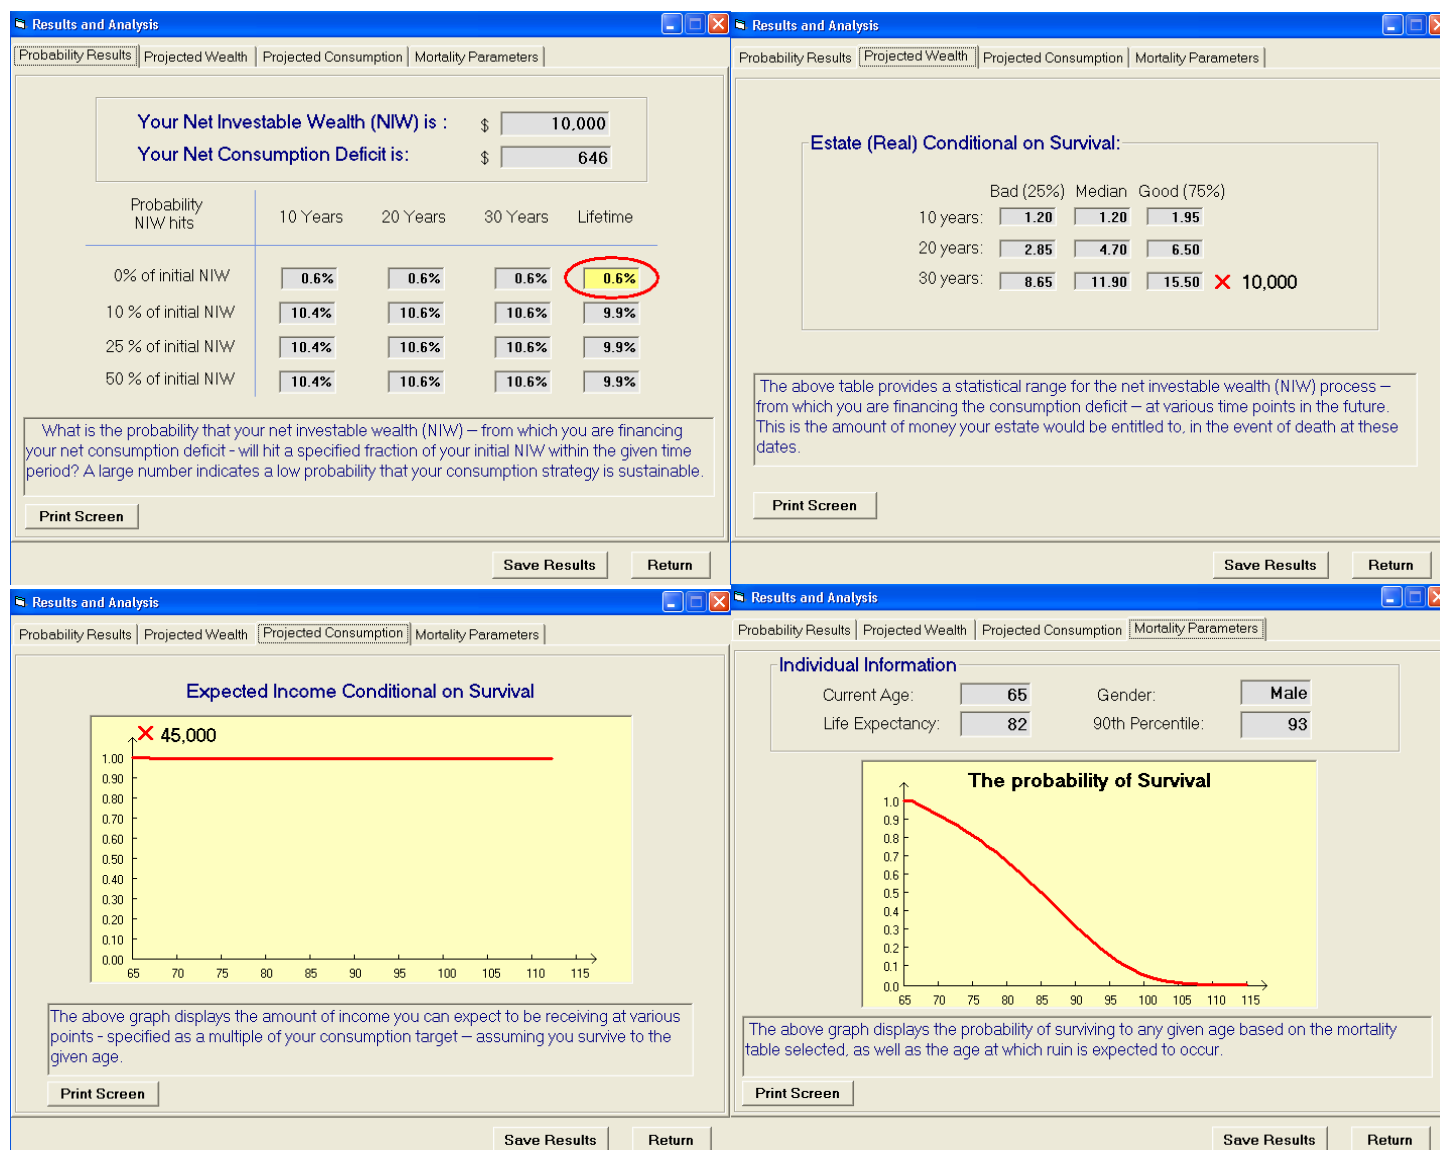 Results and Analysis
Probability Results Projected Wealth Projected Consumption Mortality Parameters
Your Net Investable Wealth (NIW) is : $ 10,000
Your Net Consumption Deficit is: $ 646
Probability
NIW hits
10 Years 20 Years 30 Years Lifetime
0% of initial NIW 0.6% 0.6% 0.6% 0.6%
10 % of initial NIW 10.4% 10.6% 10.6% 9.9%
25 % of initial NIW 10.4% 10.6% 10.6% 9.9%
50 % of initial NIW 10.4% 10.6% 10.6% 9.9%
What is the probability that your net investable wealth (NIW) – from which you are financing
your net consumption deficit - will hit a specified fraction of your initial NIW within the given time
period? A large number indicates a low probability that your consumption strategy is sustainable.
Print Screen
Save Results Return
Results and Analysis
Probability Results Projected Wealth Projected Consumption Mortality Parameters
Estate (Real) Conditional on Survival:
Bad (25%) Median Good (75%)
10 years: 1.20 1.20 1.95
20 years: 2.85 4.70 6.50
30 years: 8.65 11.90 15.50 × 10,000
The above table provides a statistical range for the net investable wealth (NIW) process –
from which you are financing the consumption deficit – at various time points in the future.
This is the amount of money your estate would be entitled to, in the event of death at these
dates.
Print Screen
Save Results Return
Results and Analysis
Probability Results Projected Wealth Projected Consumption Mortality Parameters
Expected Income Conditional on Survival
× 45,000
1.00
0.90
0.80
0.70
0.60
0.50
0.40
0.30
0.20
0.10
0.00
65 70 75 80 85 90 95 100 105 110 115
The above graph displays the amount of income you can expect to be receiving at various
points - specified as a multiple of your consumption target – assuming you survive to the
given age.
Print Screen
Save Results Return
Results and Analysis
Probability Results Projected Wealth Projected Consumption Mortality Parameters
Individual Information
Current Age: 65 Gender: Male
Life Expectancy: 82 90th Percentile: 93
The probability of Survival
1.0
0.9
0.8
0.7
0.6
0.5
0.4
0.3
0.2
0.1
0.0
65 70 75 80 85 90 95 100 105 110 115
The above graph displays the probability of surviving to any given age based on the mortality
table selected, as well as the age at which ruin is expected to occur.
Print Screen
Save Results Return